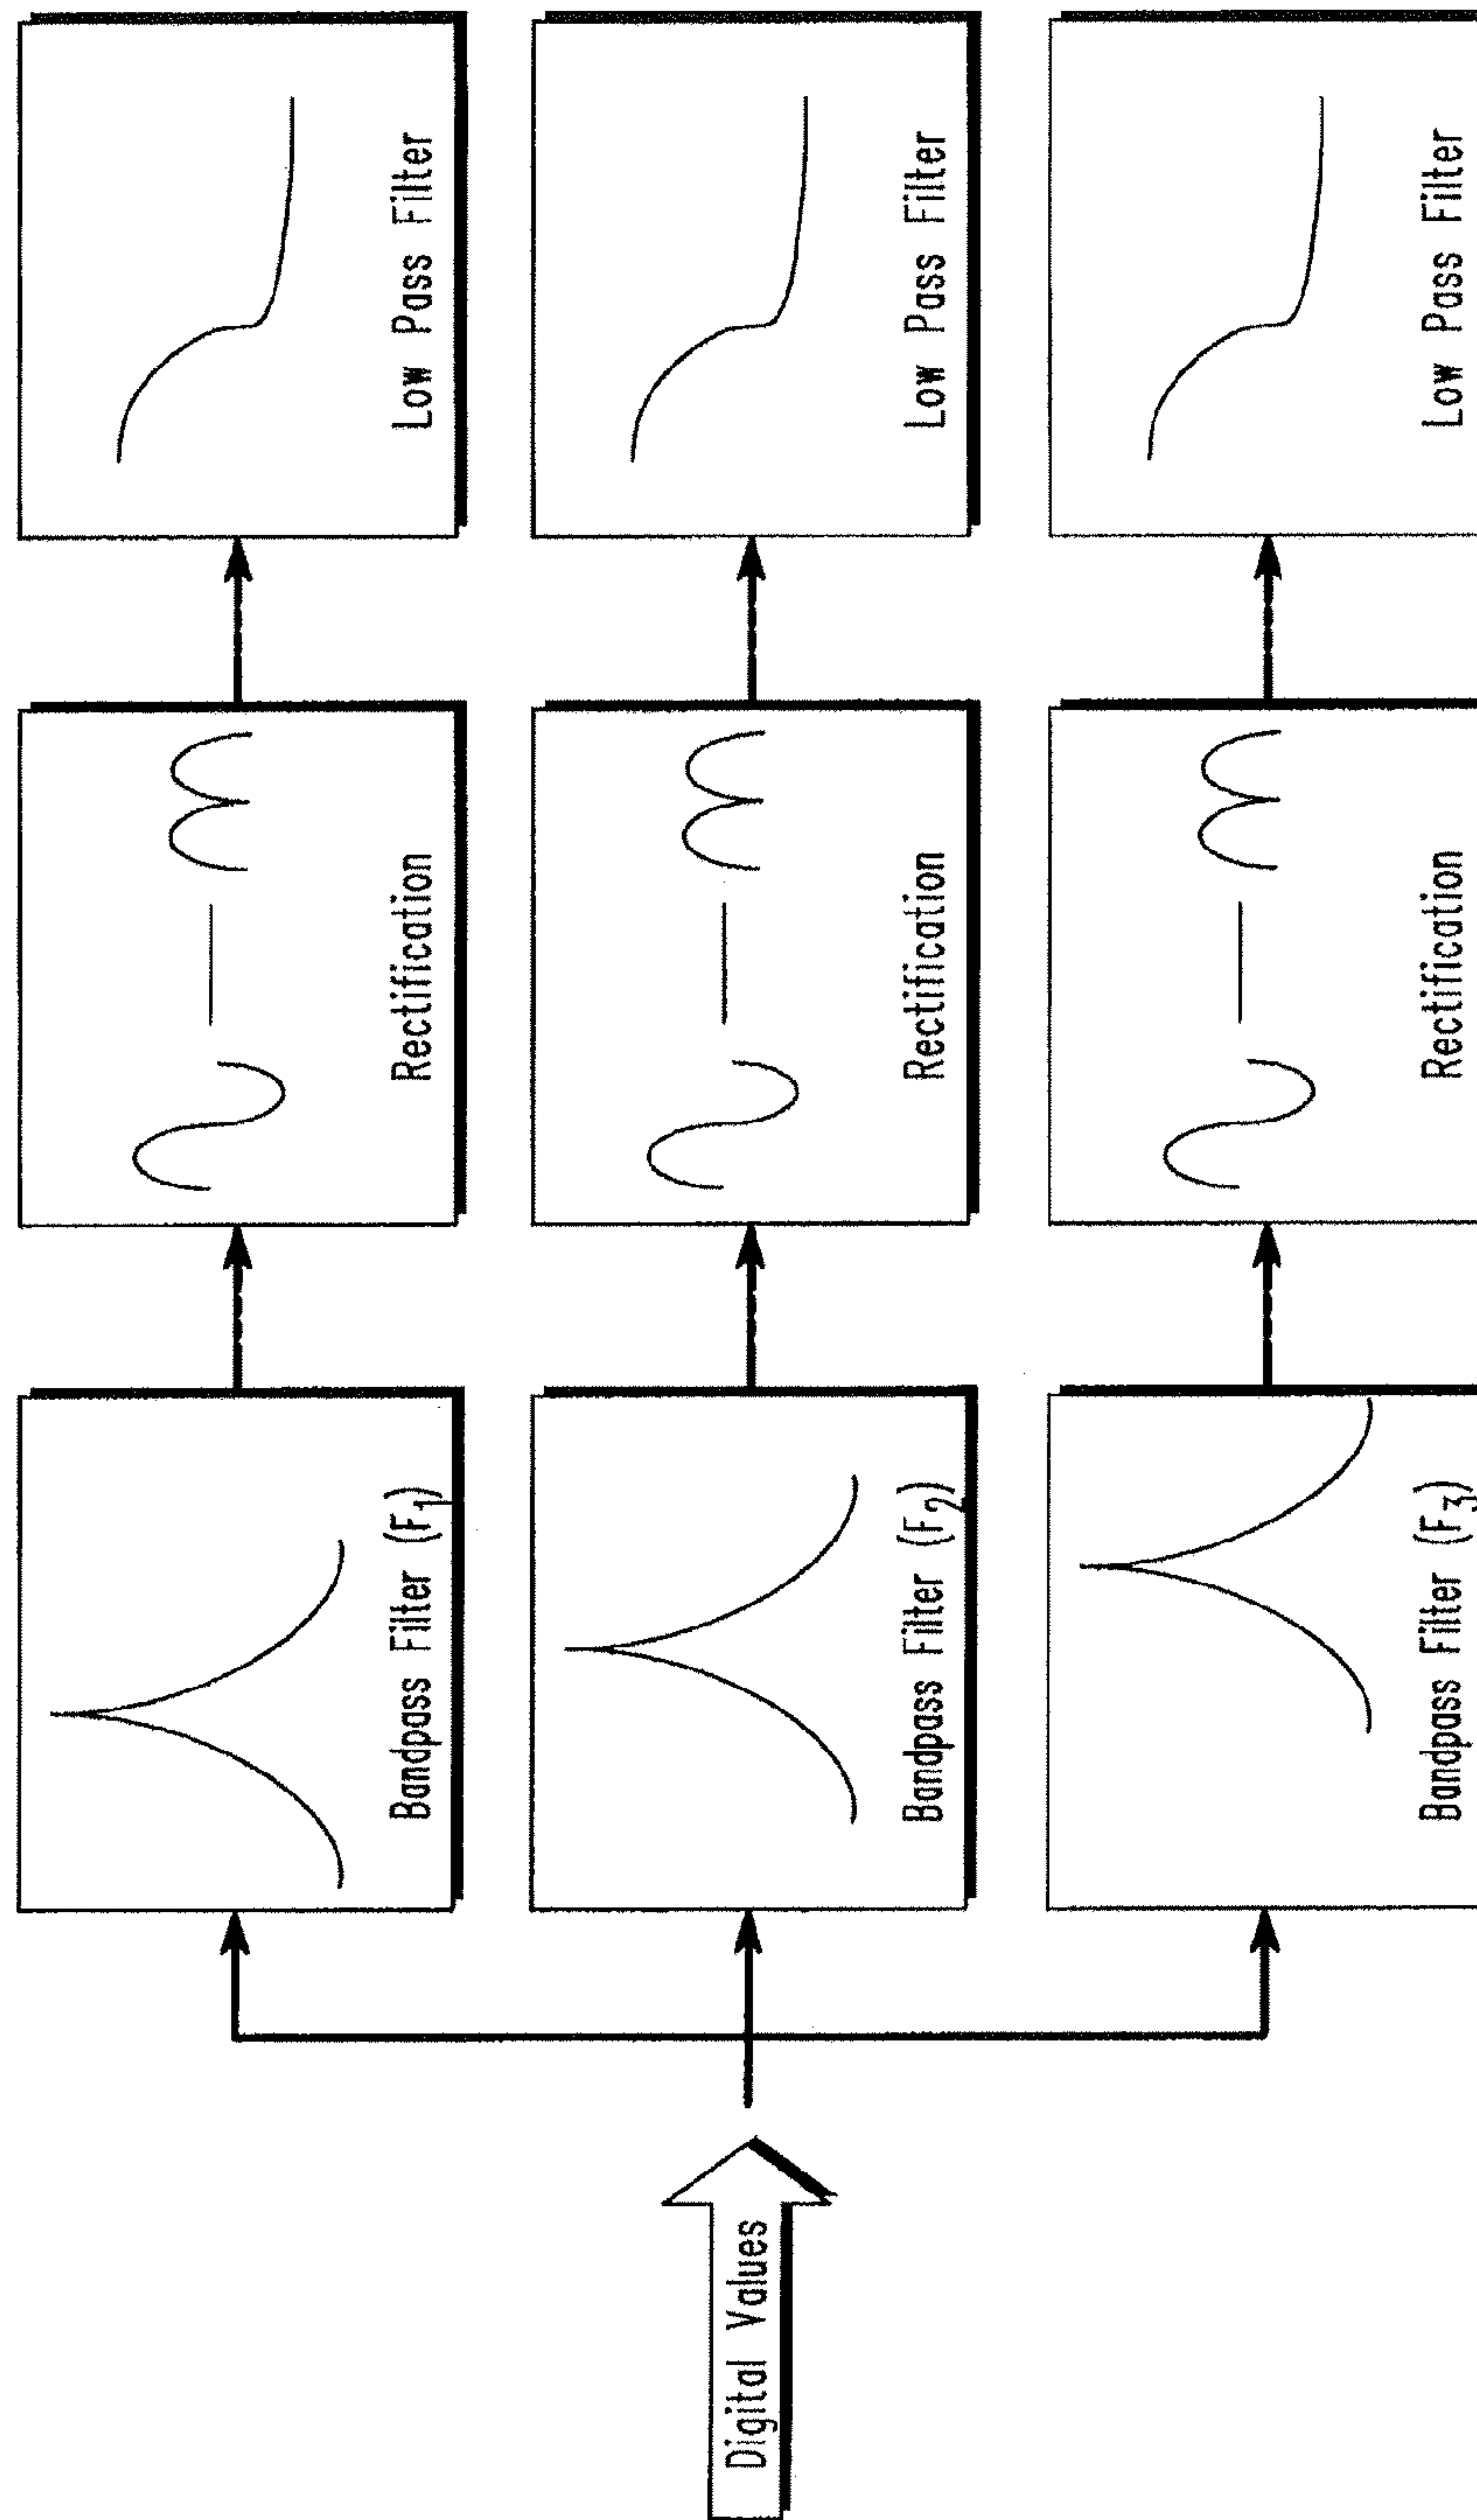 Digital Values
Bandpass Filter (F1)
Rectification
Low Pass Filter
Bandpass Filter (F2)
Rectification
Low Pass Filter
Bandpass Filter (F3)
Rectification
Low Pass Filter